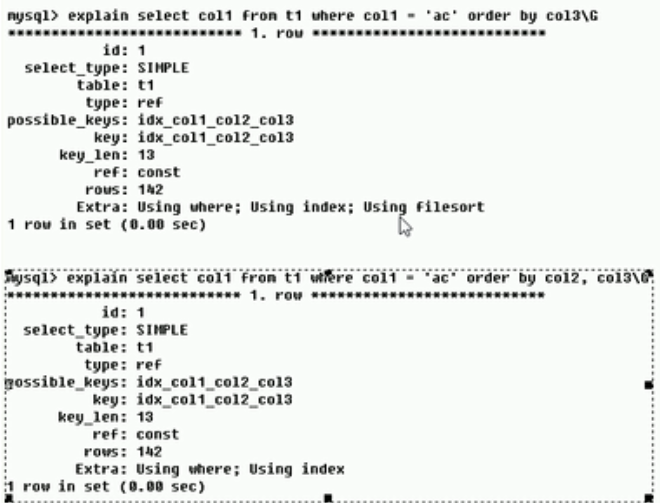 mysql> explain select col1 from t1 where col1 = 'ac' order by col3\G
*************************** 1. row ***************************
id: 1
select_type: SIMPLE
table: t1
type: ref
possible_keys: idx_col1_col2_col3
key: idx_col1_col2_col3
key_len: 13
ref: const
rows: 142
Extra: Using where; Using index; Using filesort
1 row in set (0.00 sec)
mysql> explain select col1 from t1 where col1 = 'ac' order by col2, col3\G
*************************** 1. row ***************************
id: 1
select_type: SIMPLE
table: t1
type: ref
possible_keys: idx_col1_col2_col3
key: idx_col1_col2_col3
key_len: 13
ref: const
rows: 142
Extra: Using where; Using index
1 row in set (0.00 sec)